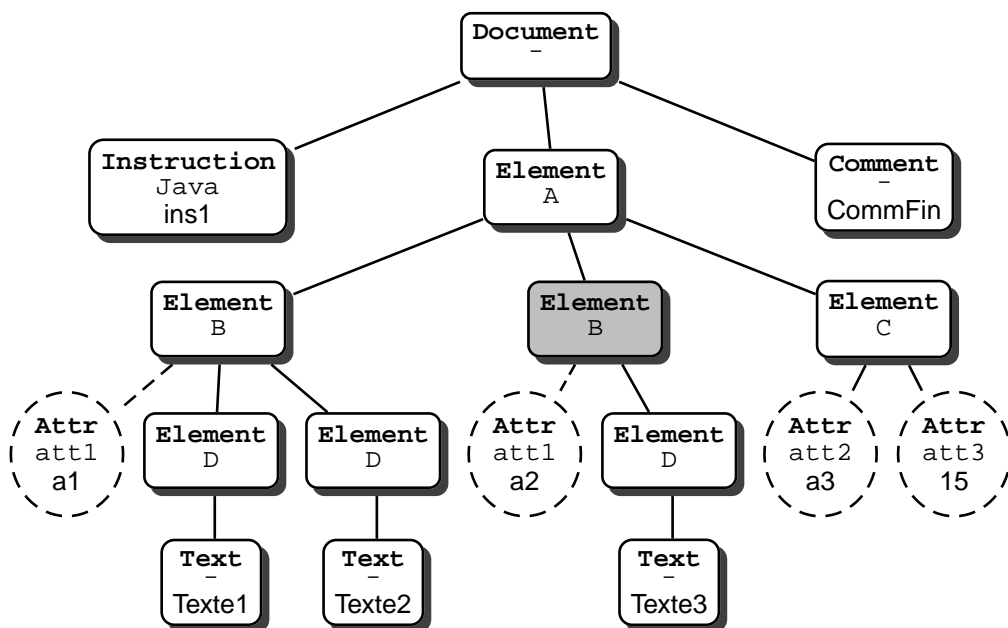 Document
-
Instruction
Java
ins1
Element
A
Comment
-
CommFin
Element
B
Element
B
Element
C
Attr
att1
a1
Element
D
Element
D
Attr
att1
a2
Element
D
Attr
att2
a3
Attr
att3
15
Text
-
Texte1
Text
-
Texte2
Text
-
Texte3